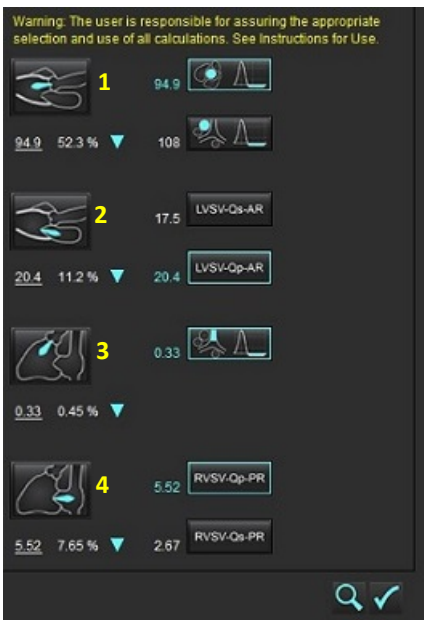 Warning: The user is responsible for assuring the appropriate
selection and use of all calculations. See Instructions for Use.
1
94.9
94.9 52.3 % ▼ 108
2
17.5 LVSV-Qs-AR
20.4 11.2 % ▼ 20.4 LVSV-Qp-AR
3
0.33
0.33 0.45 % ▼
4
5.52 RVSV-Qp-PR
5.52 7.65 % ▼ 2.67 RVSV-Qs-PR